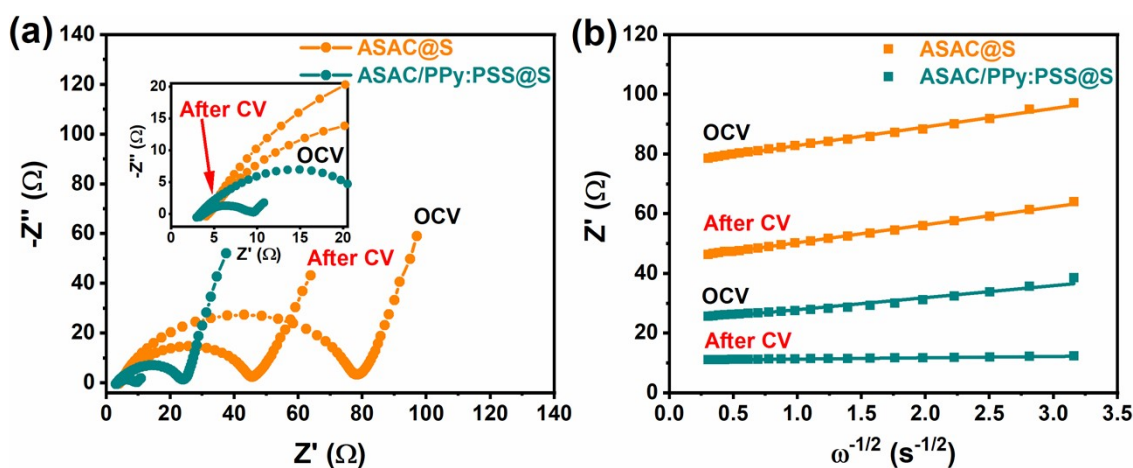 (a)
140
120
100
80
60
40
20
0
-Z" (Ω)
0 20 40 60 80 100 120 140
Z' (Ω)
ASAC@S
ASAC/PPy:PSS@S
After CV
OCV
20
15
10
5
0
-Z" (Ω)
0 5 10 15 20
Z' (Ω)
After CV
OCV
(b)
120
100
80
60
40
20
0
Z' (Ω)
ASAC@S
ASAC/PPy:PSS@S
OCV
After CV
OCV
After CV
0.0 0.5 1.0 1.5 2.0 2.5 3.0 3.5
ω-1/2 (s-1/2)